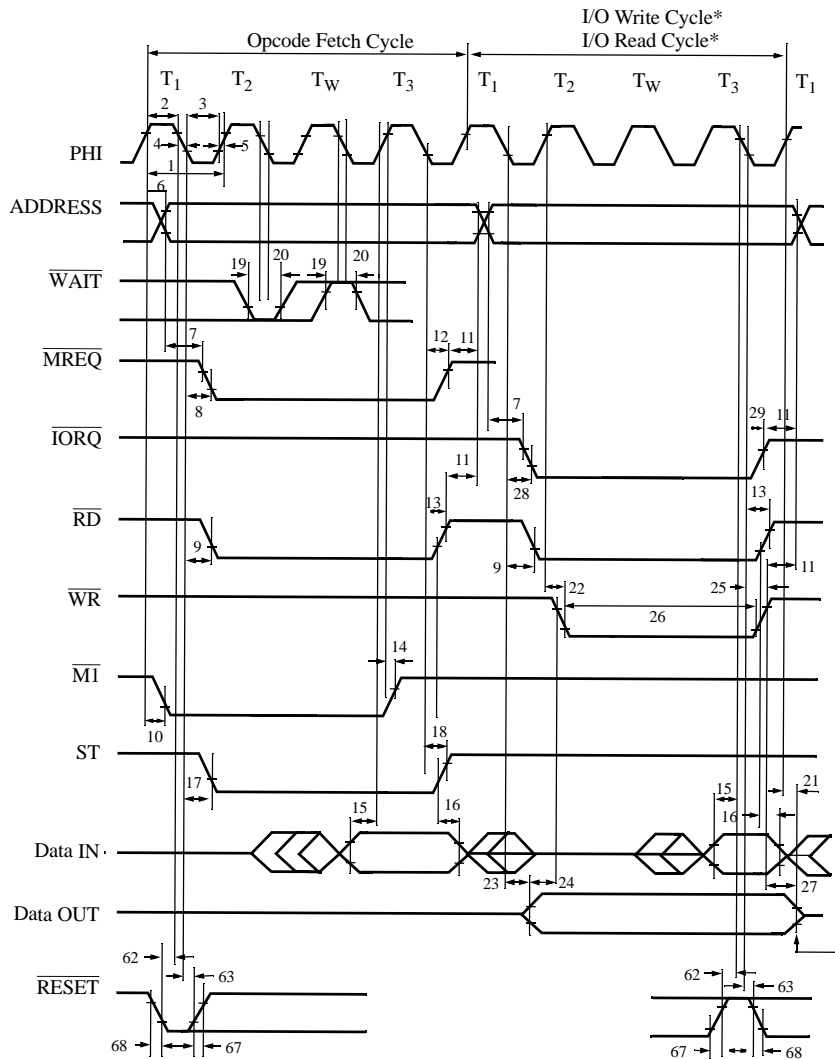 I/O Write Cycle*
Opcode Fetch Cycle I/O Read Cycle*
T1 T2 TW T3 T1 T2 TW T3 T1
2 3
PHI
4 5
1
6
ADDRESS
19 20 19 20
WAIT
7 12 11
MREQ
8
7 29 11
IORQ
28
11
13 13
RD
9 9 11
22 25
WR
26
14
M1
10
18
ST
17 21
15 16 15 16
Data IN
23 24 27
Data OUT
62 63 62 63
RESET
68 67 67 68